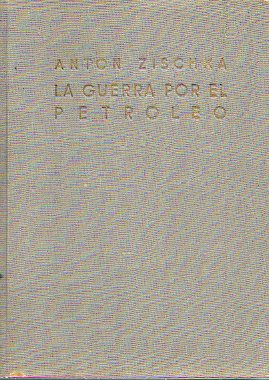 ANTON ZISCHKA
LA GUERRA POR EL
PETROLEO